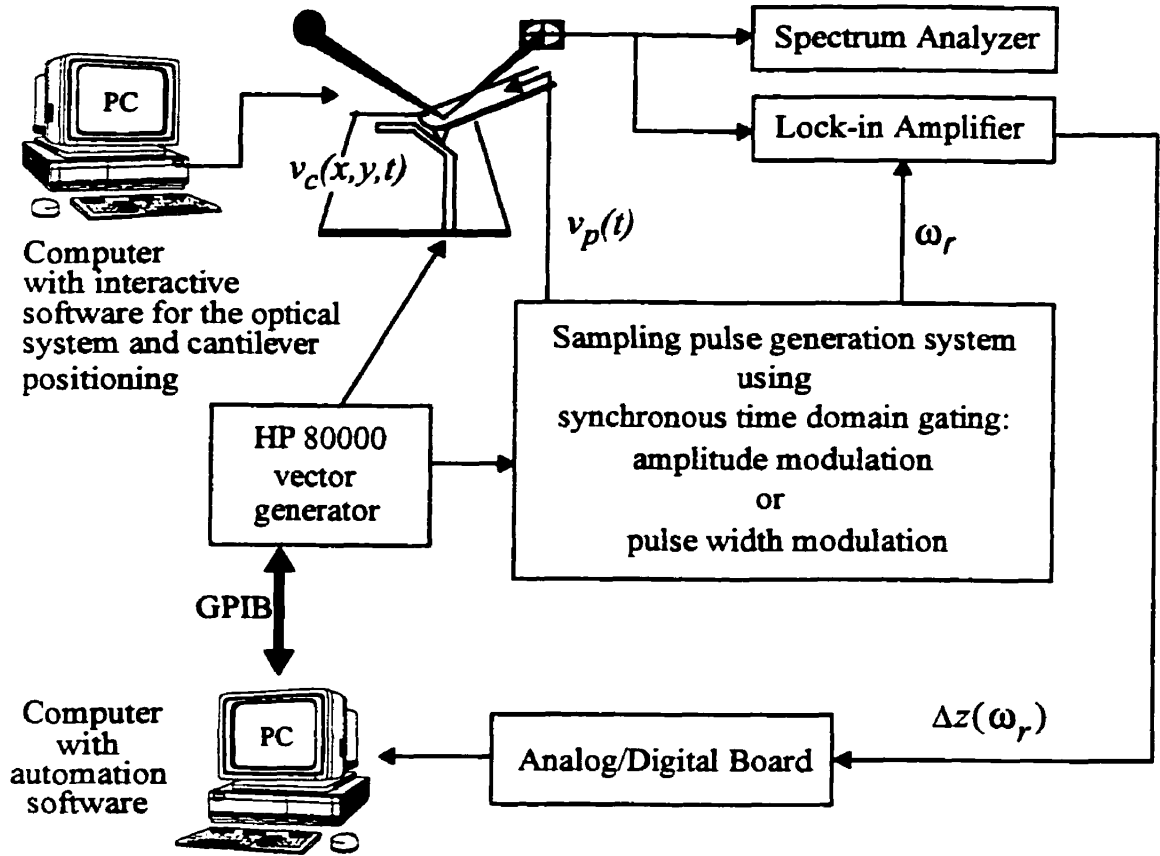 Spectrum Analyzer
PC
Lock-in Amplifier
v_c(x,y,t)
v_p(t)
ω_r
Computer
with interactive
software for the optical
system and cantilever
positioning
Sampling pulse generation system
using
synchronous time domain gating:
amplitude modulation
or
pulse width modulation
HP 80000
vector
generator
GPIB
Computer
with
automation
software
PC
Analog/Digital Board
Δz(ω_r)